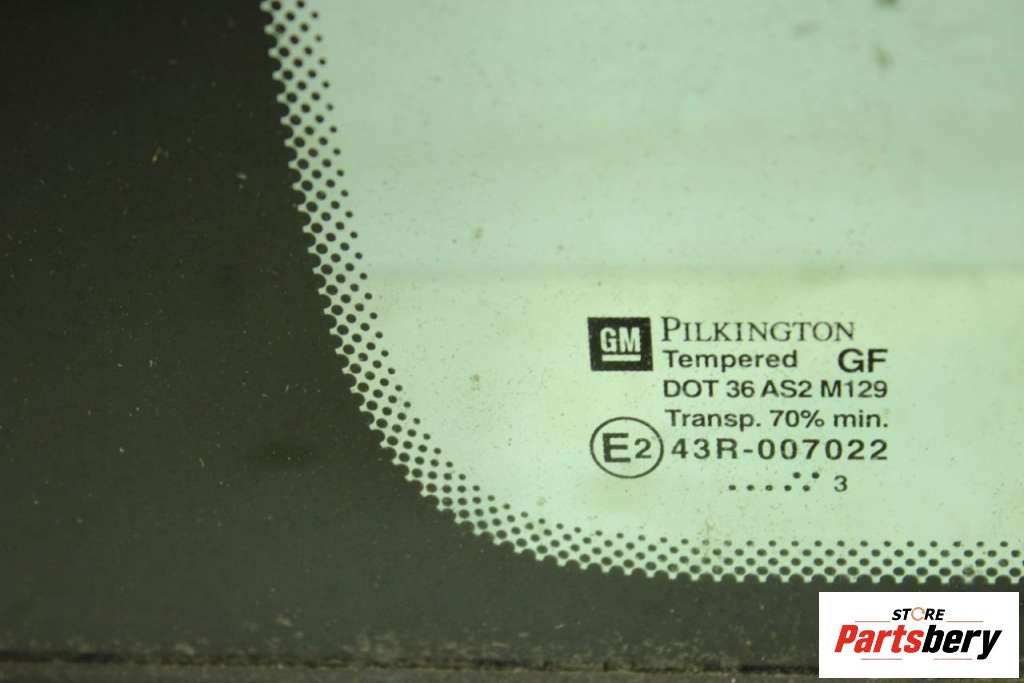 GM PILKINGTON
Tempered GF
DOT 36 AS2 M129
Transp. 70% min.
E2 43R-007022
. . . . . . . 3
STORE
Partsbery